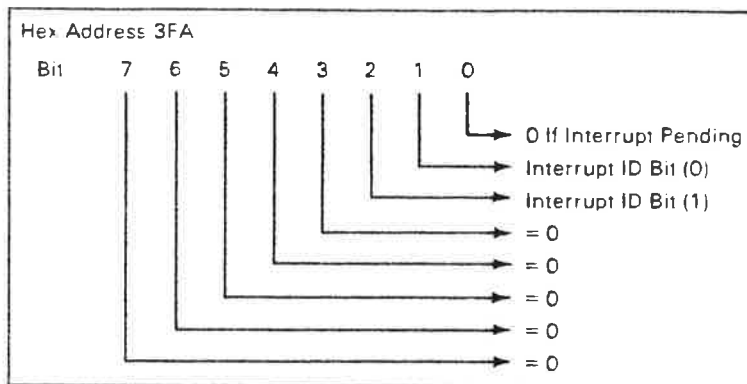 Hex Address 3FA
Bit 7 6 5 4 3 2 1 0
0 If Interrupt Pending
Interrupt ID Bit (0)
Interrupt ID Bit (1)
= 0
= 0
= 0
= 0
= 0